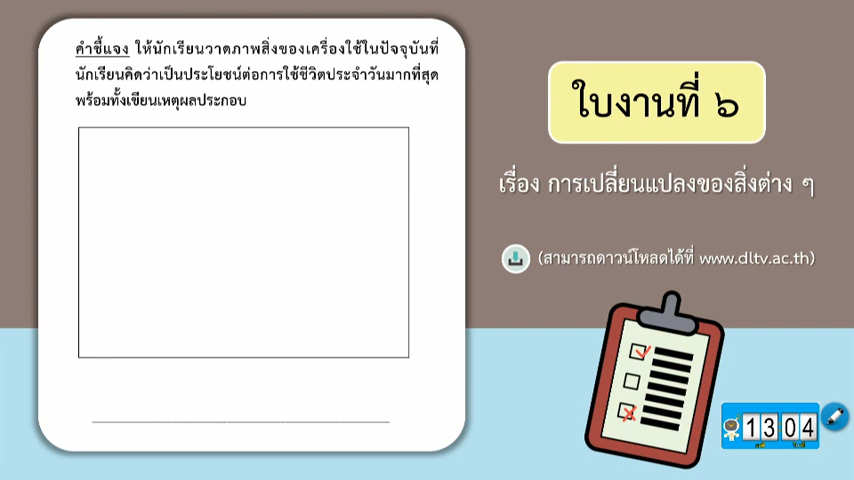 คำชี้แจง ให้นักเรียนวาดภาพสิ่งของเครื่องใช้ในปัจจุบันที่
นักเรียนคิดว่าเป็นประโยชน์ต่อการใช้ชีวิตประจำวันมากที่สุด
พร้อมทั้งเขียนเหตุผลประกอบ
ใบงานที่ ๖
เรื่อง การเปลี่ยนแปลงของสิ่งต่าง ๆ
(สามารถดาวน์โหลดได้ที่ www.dltv.ac.th)
1304